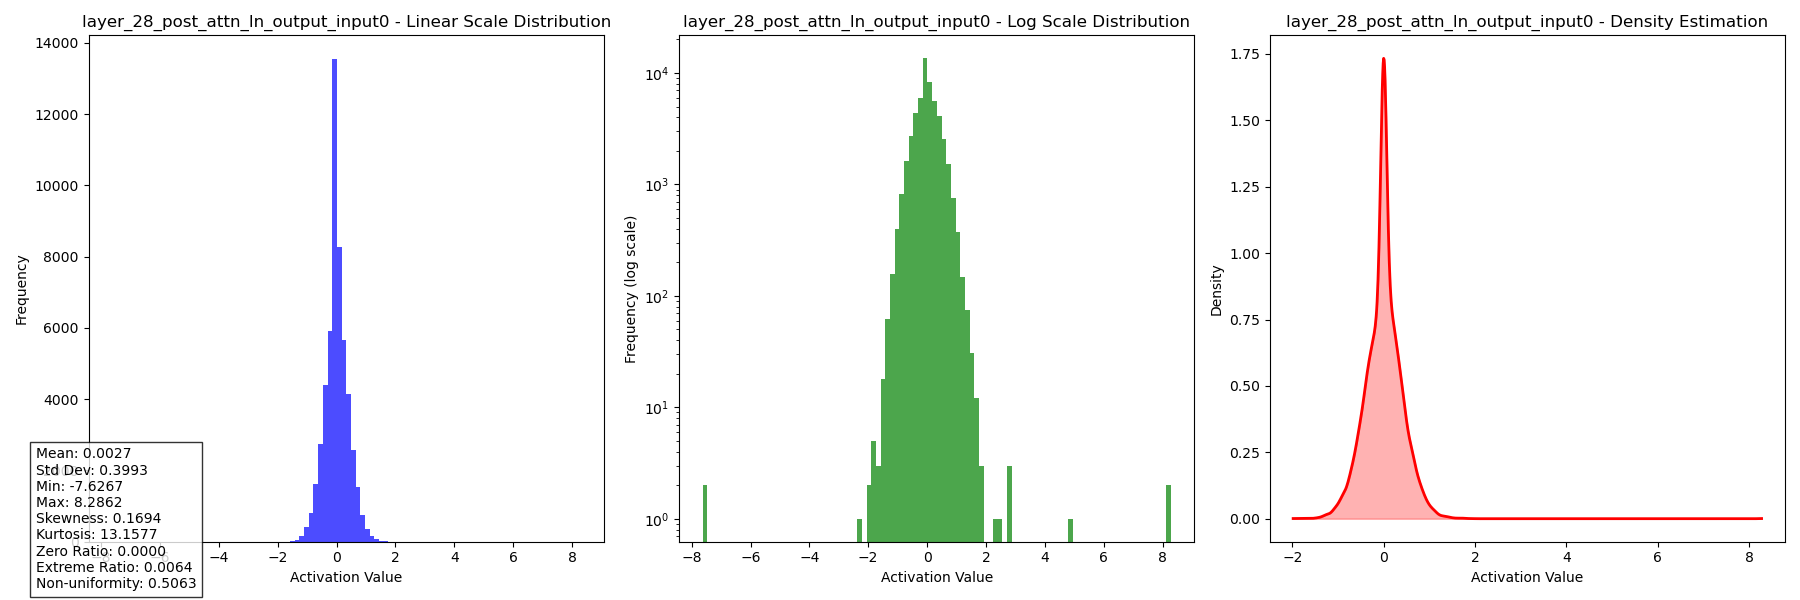 layer_28_post_attn_ln_output_input0 - Linear Scale Distribution
14000
12000
10000
8000
6000
4000
Frequency
−4
−2
0
2
4
6
8
Activation Value
Mean: 0.0027
Std Dev: 0.3993
Min: -7.6267
Max: 8.2862
Skewness: 0.1694
Kurtosis: 13.1577
Zero Ratio: 0.0000
Extreme Ratio: 0.0064
Non-uniformity: 0.5063
layer_28_post_attn_ln_output_input0 - Log Scale Distribution
10⁴
10³
10²
10¹
10⁰
Frequency (log scale)
−8
−6
−4
−2
0
2
4
6
8
Activation Value
layer_28_post_attn_ln_output_input0 - Density Estimation
1.75
1.50
1.25
1.00
0.75
0.50
0.25
0.00
Density
−2
0
2
4
6
8
Activation Value